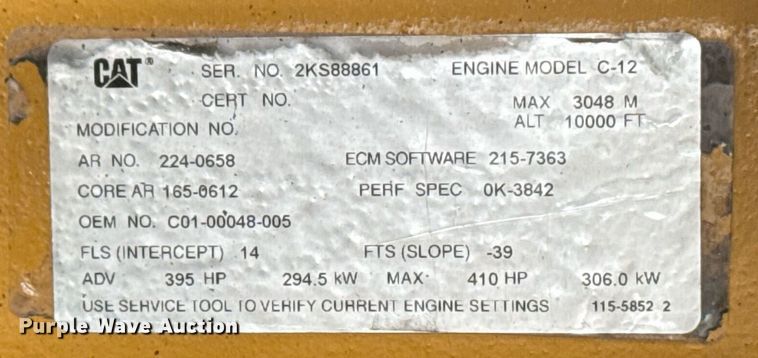 CAT® SER. NO. 2KS88861 ENGINE MODEL C-12
CERT NO. MAX 3048 M
MODIFICATION NO. ALT 10000 FT
AR NO. 224-0658 ECM SOFTWARE 215-7363
CORE AR 165-0612 PERF SPEC 0K-3842
OEM NO. C01-00048-005
FLS (INTERCEPT) 14 FTS (SLOPE) -39
ADV 395 HP 294.5 kW MAX 410 HP 306.0 kW
USE SERVICE TOOL TO VERIFY CURRENT ENGINE SETTINGS 115-5852 2
Purple Wave Auction